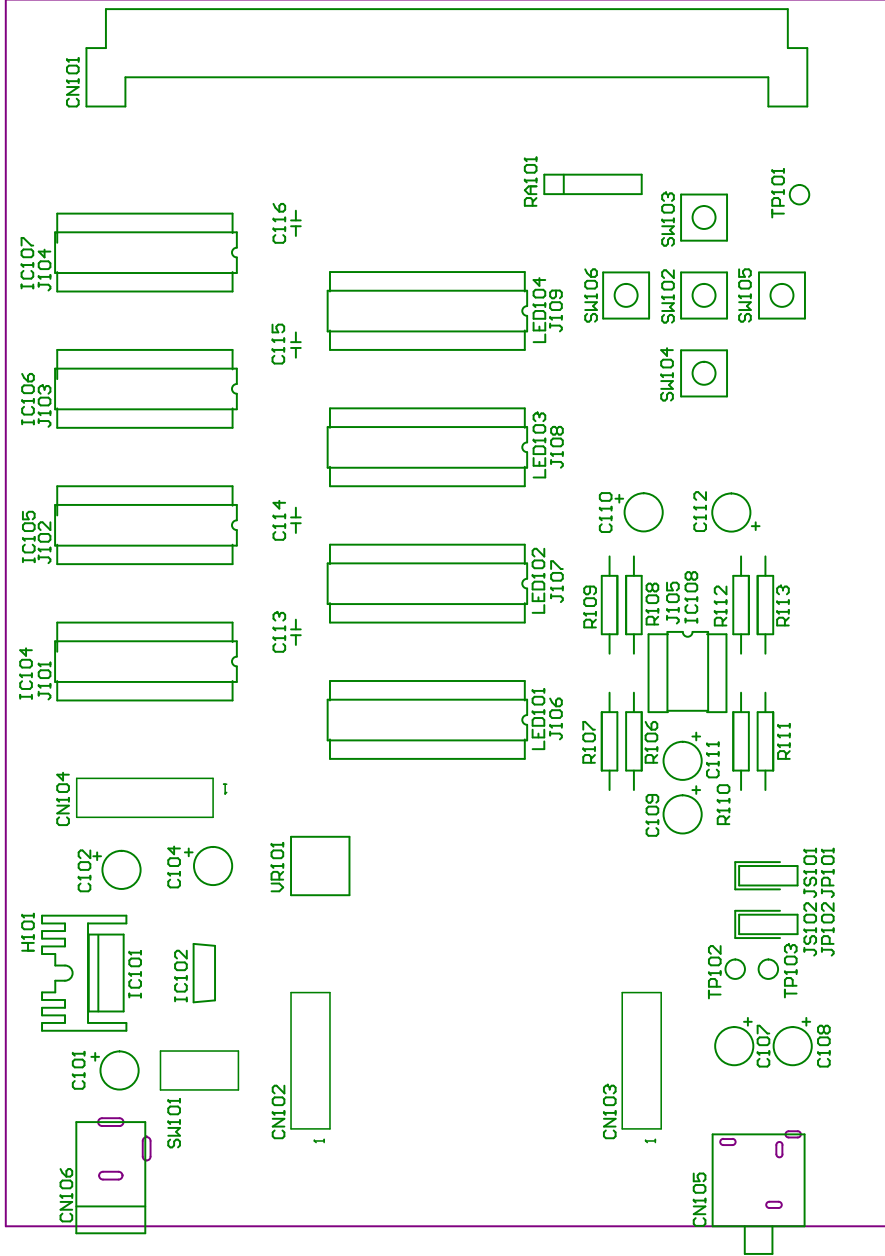 CN101
RA101
TP101
SW103
C116
IC107
J104
SW106
SW102
SW105
LED104
J109
C115
SW104
IC106
J103
LED103
J108
C110
C112
C114
IC105
J102
LED102
J107
R109
R108
J105
IC108
R112
R113
C113
IC104
J101
LED101
J106
R107
R106
C111
R111
CN104
1
C109
R110
C102
C104
VR101
JS101
JP101
H101
IC101
IC102
JS102
JP102
TP102
TP103
C101
C107
C108
SW101
CN102
1
CN103
1
CN106
CN105